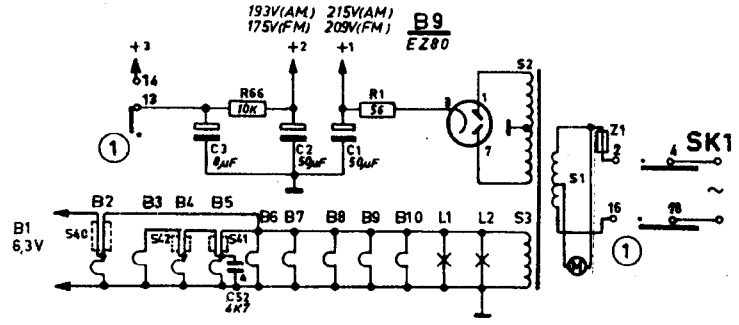 193V(AM) 215V(AM)
175V(FM) 209V(FM)
B9
EZ80
+3
+2
+1
S2
14
13
R66
10K
R1
56
3
1
7
1
C3
8µF
C2
50µF
C1
50µF
Z1
2
4
SK1
S1
~
16
18
M
1
B1
6,3V
B2
B3
B4
B5
B6
B7
B8
B9
B10
L1
L2
S3
S40
S42
S41
C52
4K7